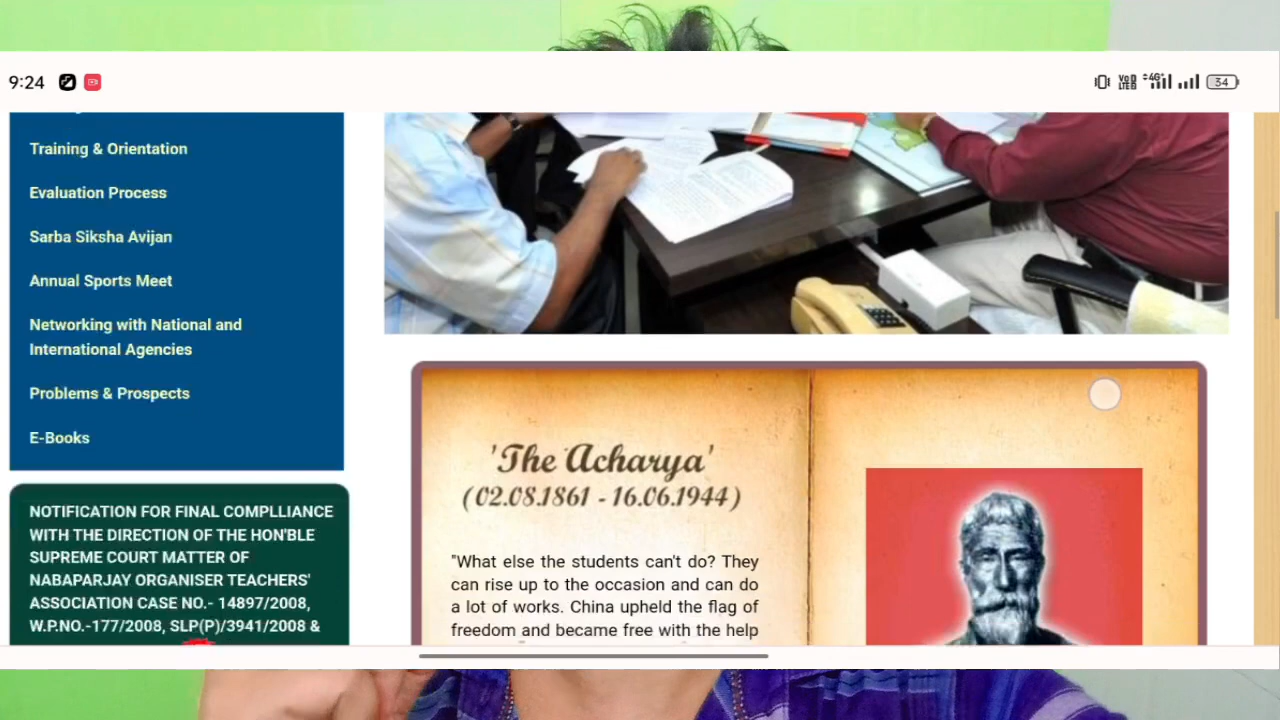 9:24
VoD
LTE
4G+
34
Training & Orientation
Evaluation Process
Sarba Siksha Avijan
Annual Sports Meet
Networking with National and
International Agencies
Problems & Prospects
E-Books
NOTIFICATION FOR FINAL COMPLLIANCE
WITH THE DIRECTION OF THE HON'BLE
SUPREME COURT MATTER OF
NABAPARJAY ORGANISER TEACHERS'
ASSOCIATION CASE NO.- 14897/2008,
W.P.NO.-177/2008, SLP(P)/3941/2008 &
'The Acharya'
(02.08.1861 - 16.06.1944)
"What else the students can't do? They
can rise up to the occasion and can do
a lot of works. China upheld the flag of
freedom and became free with the help